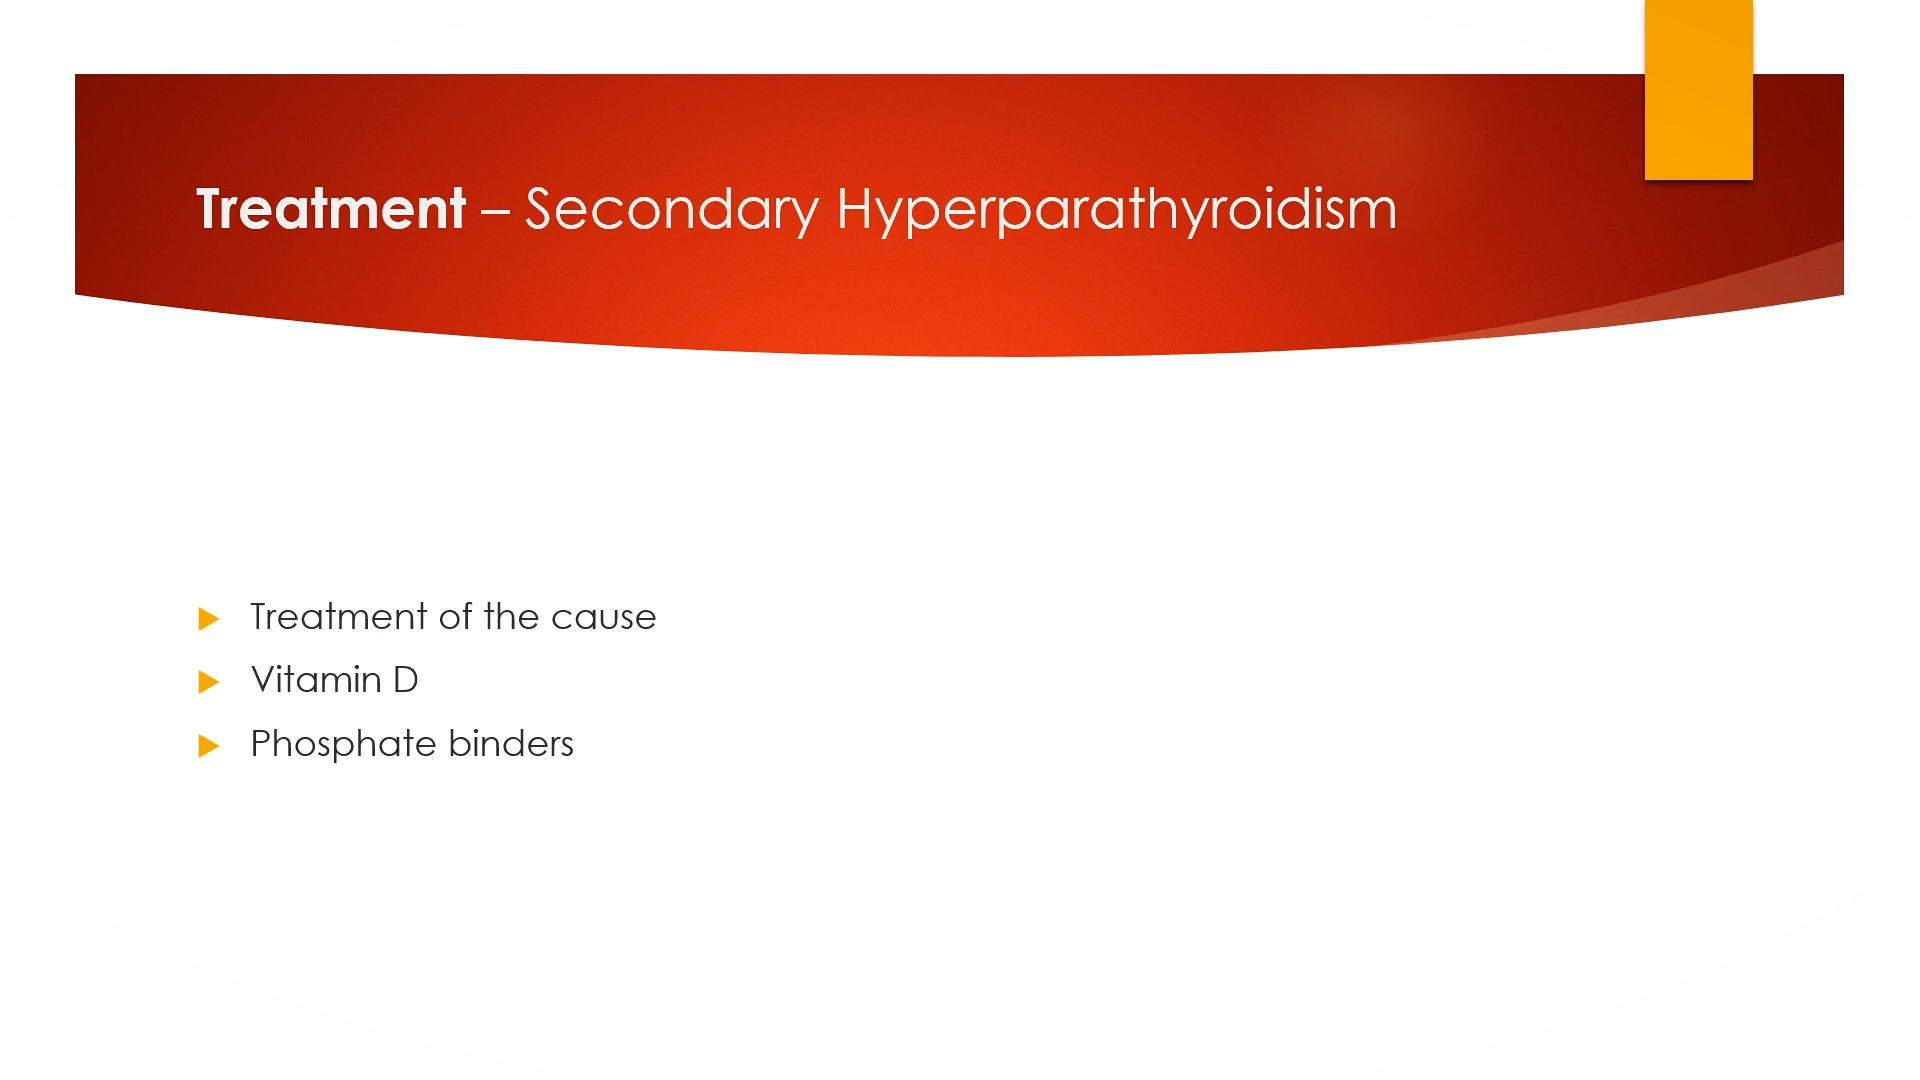 Treatment – Secondary Hyperparathyroidism
Treatment of the cause
Vitamin D
Phosphate binders